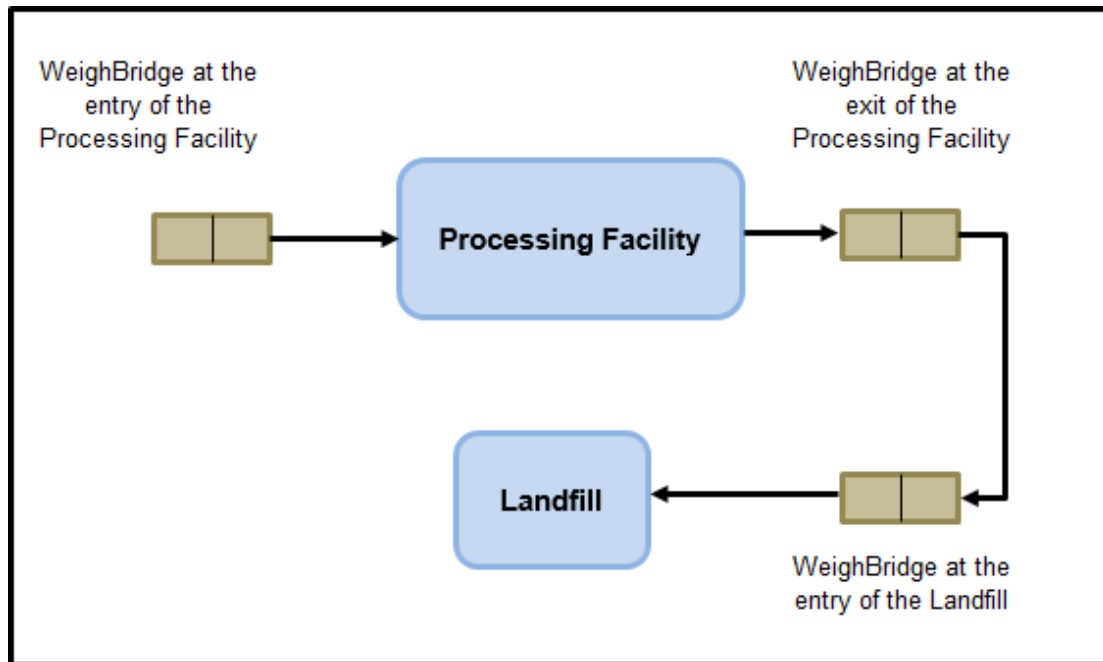 WeighBridge at the
entry of the
Processing Facility
WeighBridge at the
exit of the
Processing Facility
Processing Facility
Landfill
WeighBridge at the
entry of the Landfill